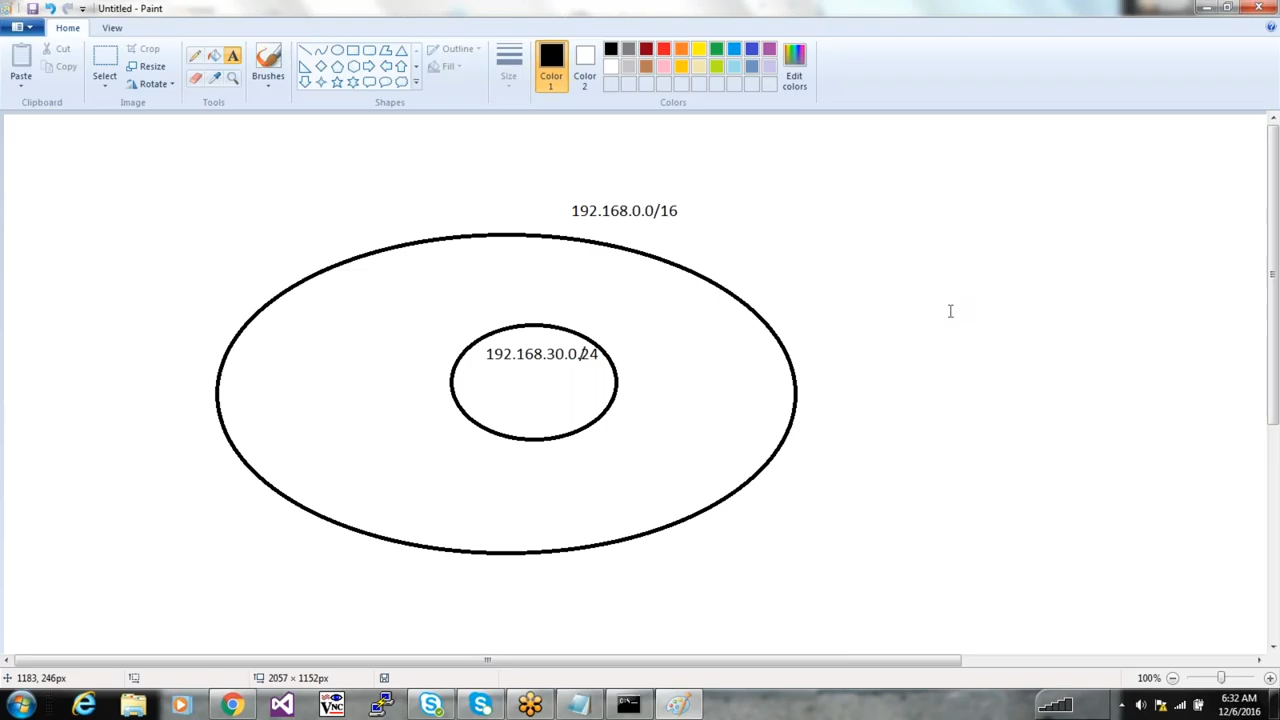 Untitled - Paint
Home
View
Paste
Cut
Copy
Clipboard
Select
Crop
Resize
Rotate
Image
A
Tools
Brushes
Outline
Fill
Shapes
Size
Color
1
Color
2
Edit
colors
Colors
192.168.0.0/16
192.168.30.0/24
1183, 246px
2057 × 1152px
100%
VNC
6:32 AM
12/6/2016